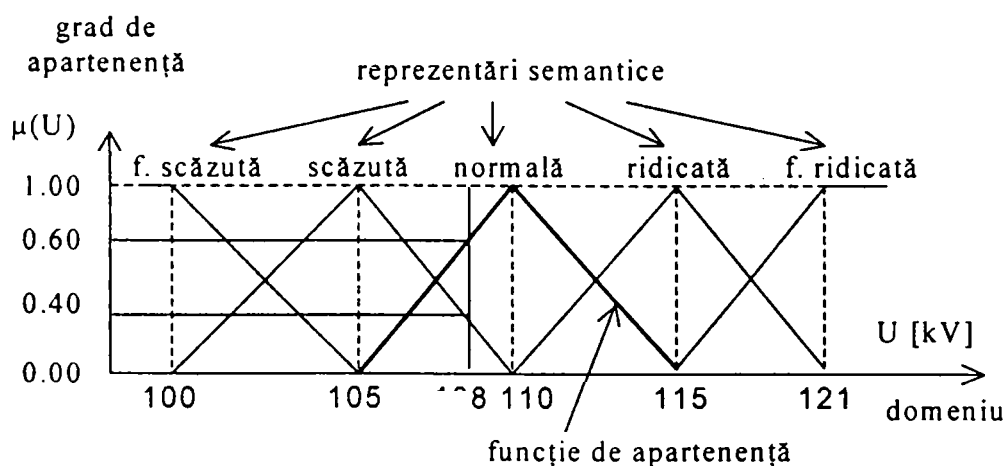 grad de
apartenență
reprezentări semantice
μ(U)
f. scăzută scăzută normală ridicată f. ridicată
1.00
0.60
0.40
0.00
U [kV]
100 105 8 110 115 121
domeniu
funcție de apartenență